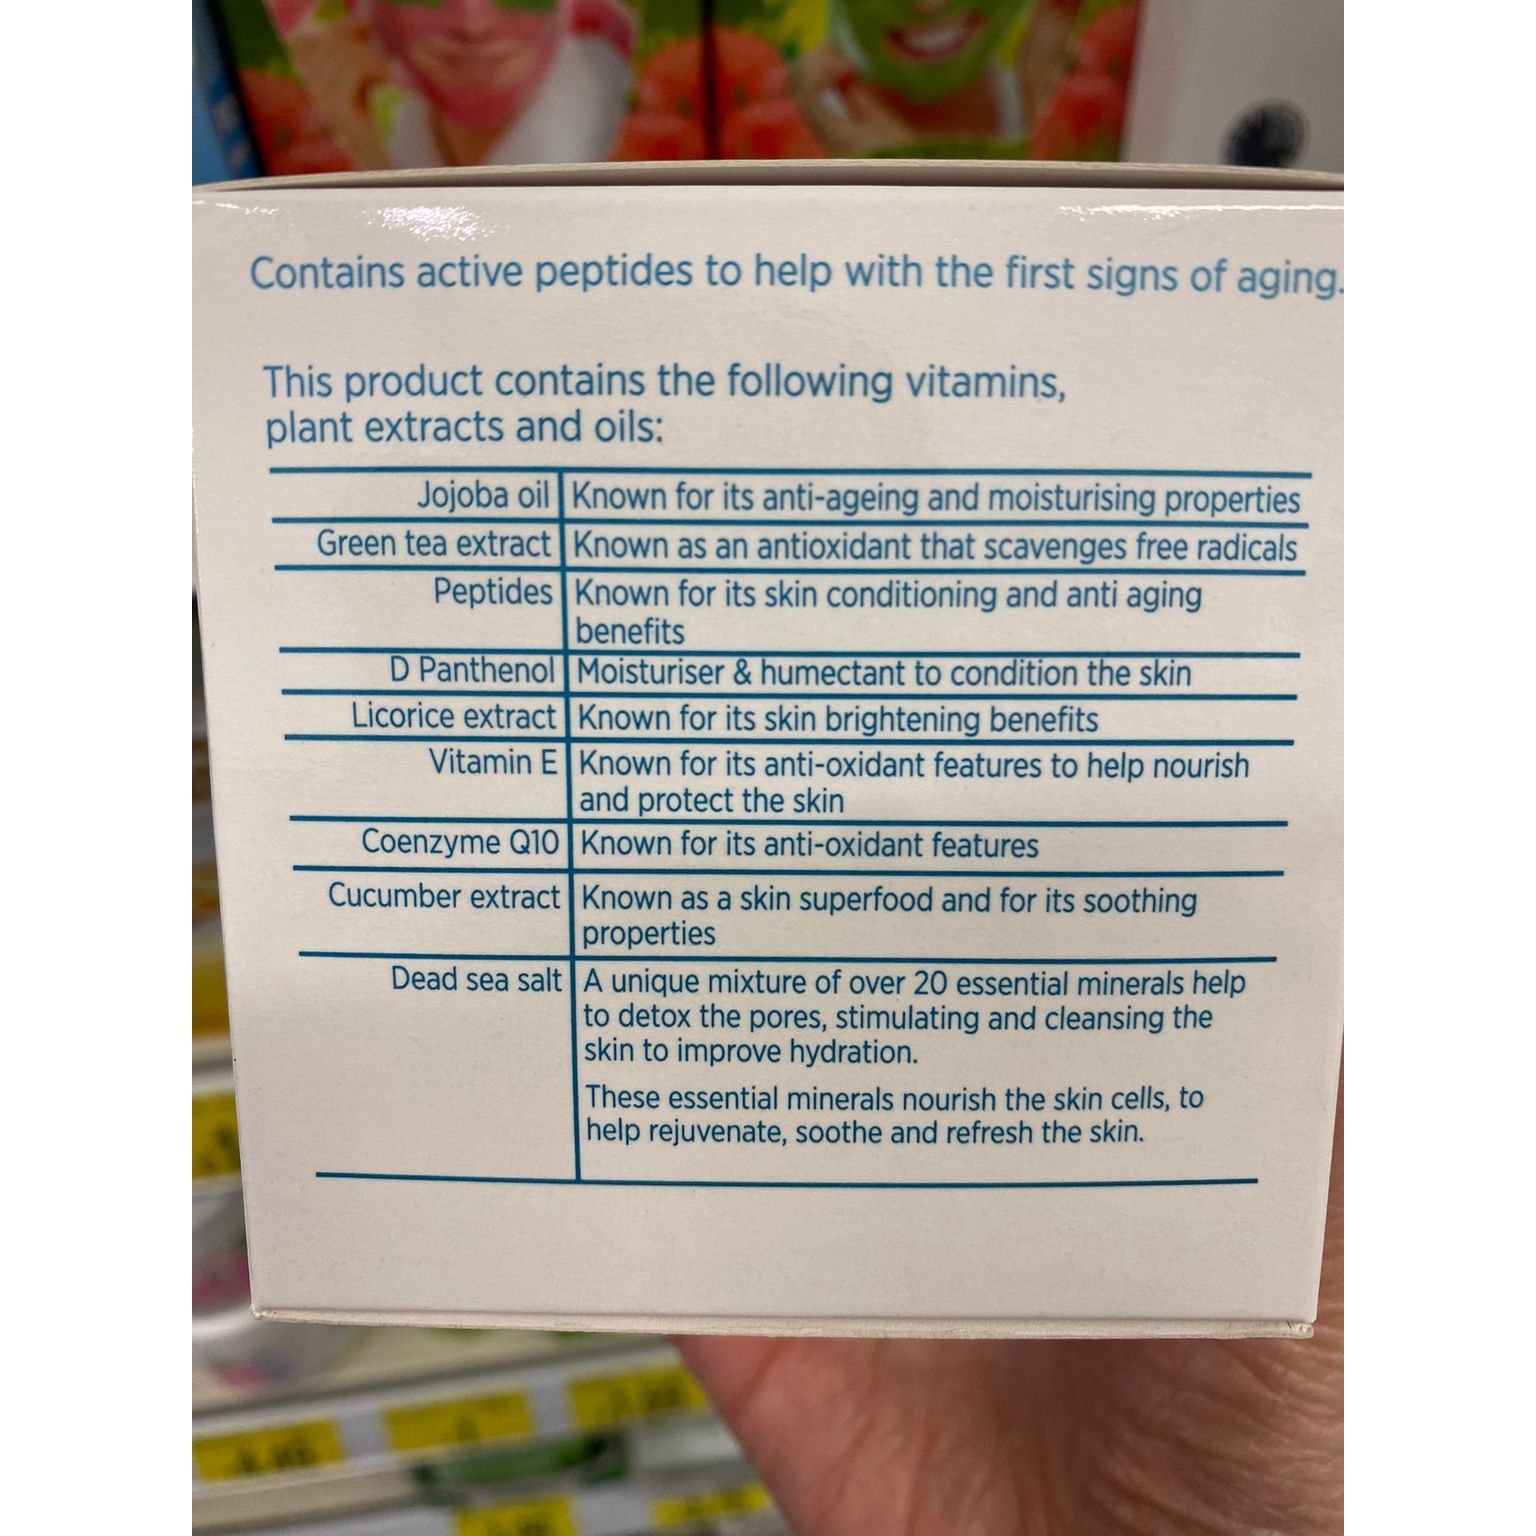 Contains active peptides to help with the first signs of aging.
This product contains the following vitamins,
plant extracts and oils:
Jojoba oil Known for its anti-ageing and moisturising properties
Green tea extract Known as an antioxidant that scavenges free radicals
Peptides Known for its skin conditioning and anti aging
benefits
D Panthenol Moisturiser & humectant to condition the skin
Licorice extract Known for its skin brightening benefits
Vitamin E Known for its anti-oxidant features to help nourish
and protect the skin
Coenzyme Q10 Known for its anti-oxidant features
Cucumber extract Known as a skin superfood and for its soothing
properties
Dead sea salt A unique mixture of over 20 essential minerals help
to detox the pores, stimulating and cleansing the
skin to improve hydration.
These essential minerals nourish the skin cells, to
help rejuvenate, soothe and refresh the skin.